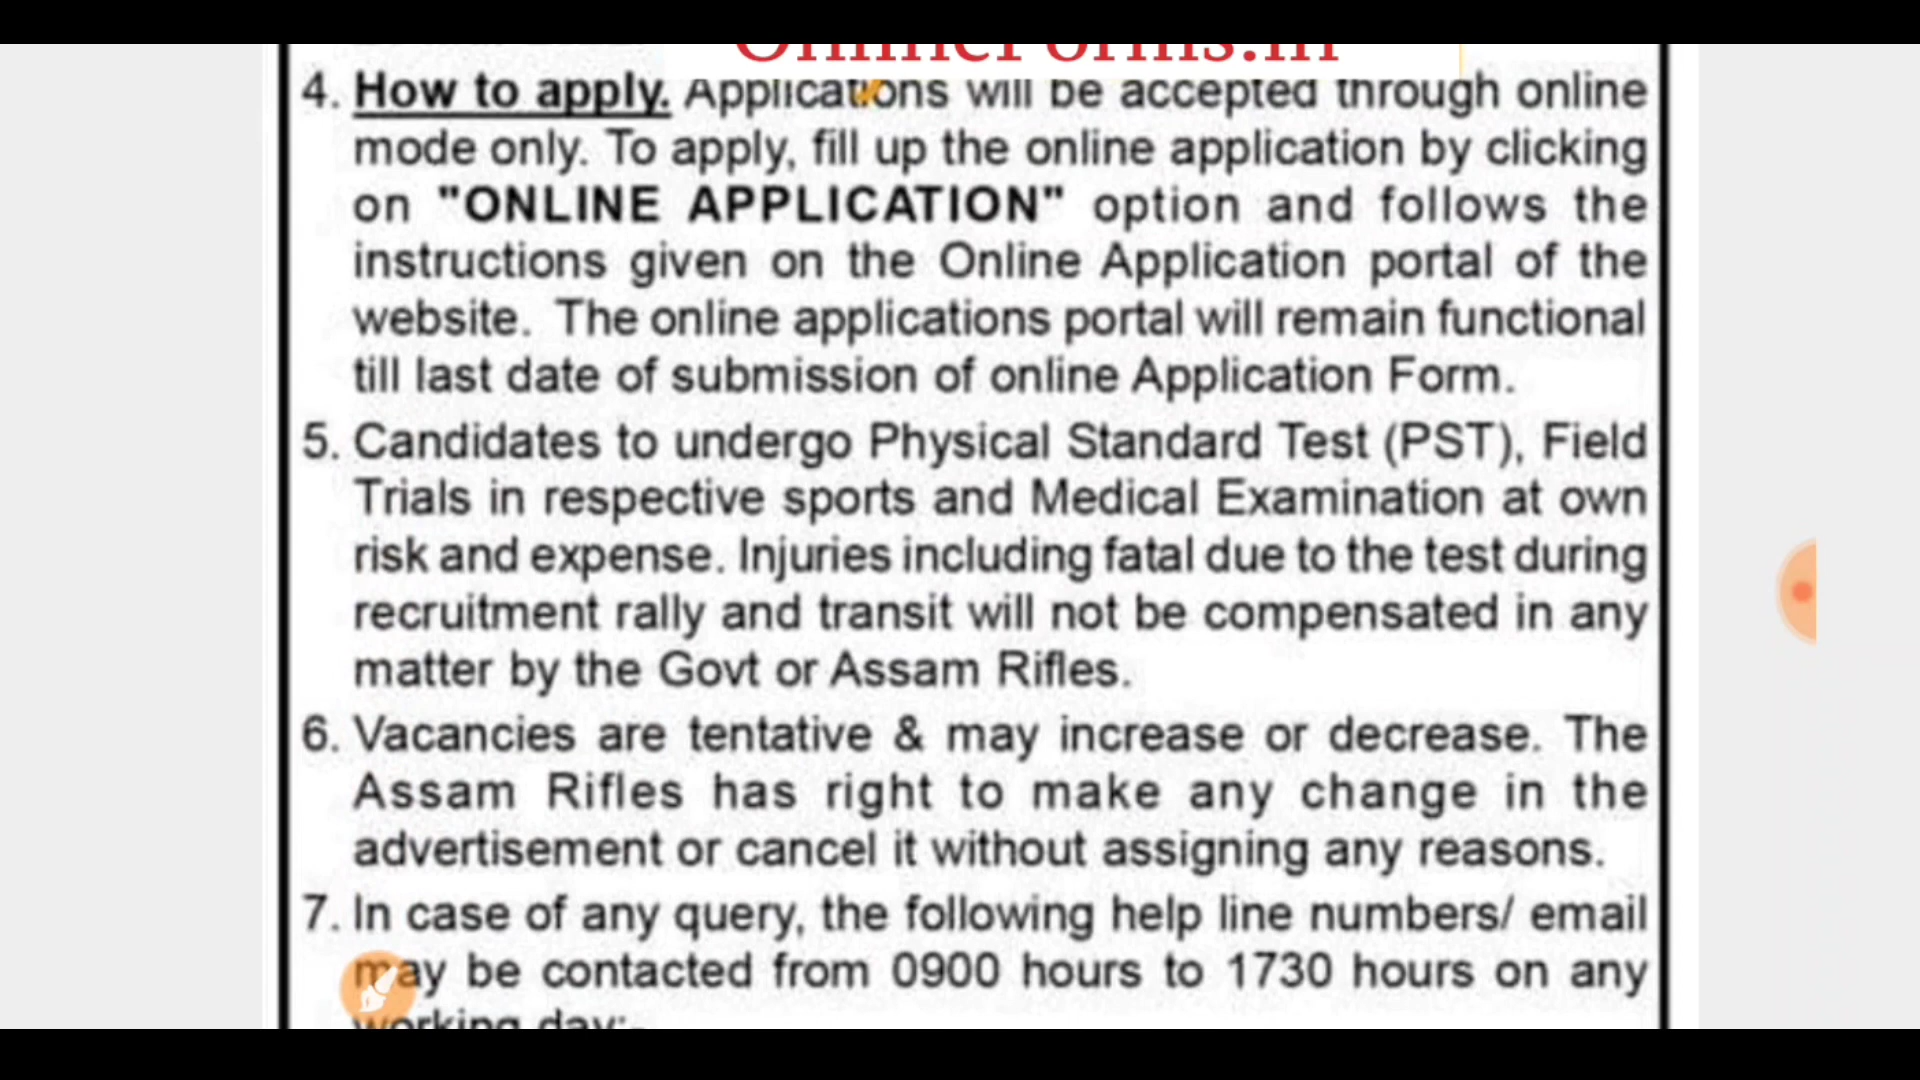 OnlineForms.in
4. How to apply. Applications will be accepted through online
mode only. To apply, fill up the online application by clicking
on "ONLINE APPLICATION" option and follows the
instructions given on the Online Application portal of the
website. The online applications portal will remain functional
till last date of submission of online Application Form.
5. Candidates to undergo Physical Standard Test (PST), Field
Trials in respective sports and Medical Examination at own
risk and expense. Injuries including fatal due to the test during
recruitment rally and transit will not be compensated in any
matter by the Govt or Assam Rifles.
6. Vacancies are tentative & may increase or decrease. The
Assam Rifles has right to make any change in the
advertisement or cancel it without assigning any reasons.
7. In case of any query, the following help line numbers/ email
may be contacted from 0900 hours to 1730 hours on any
working day:-